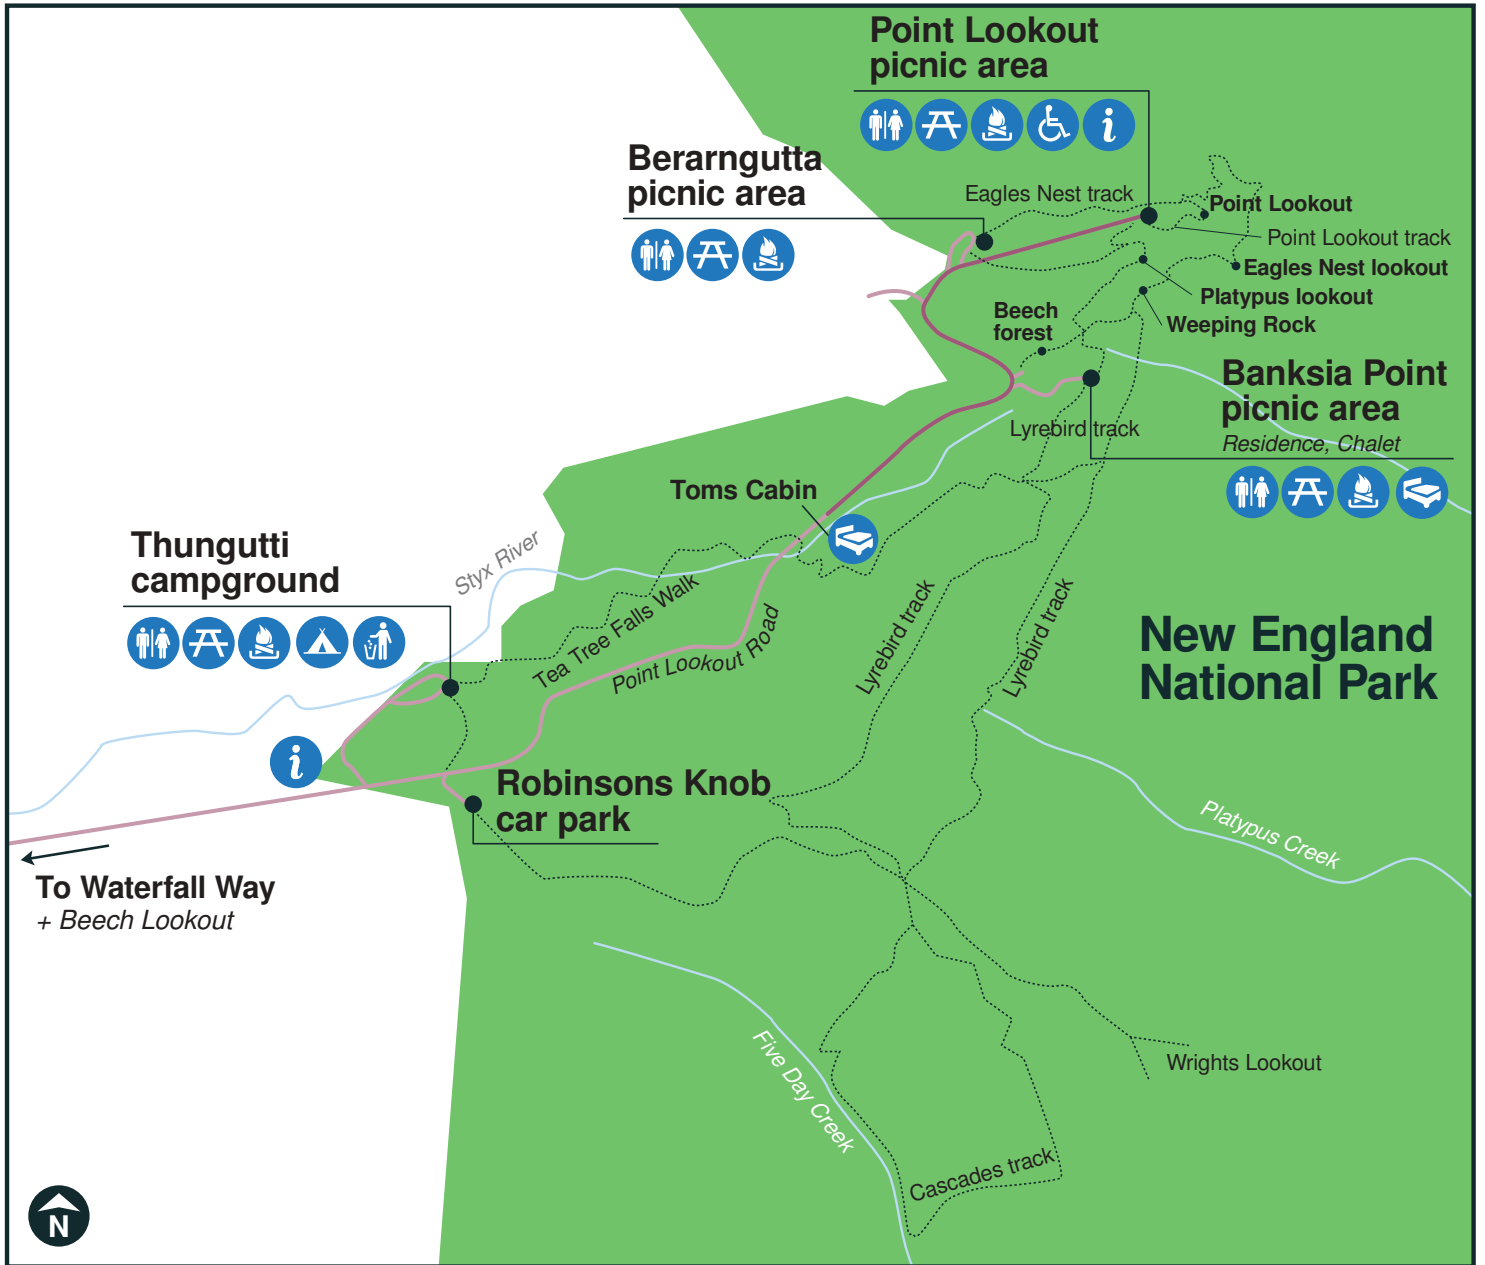 Point Lookout
picnic area
Berarngutta
picnic area
Eagles Nest track
Point Lookout
Point Lookout track
Eagles Nest lookout
Platypus lookout
Weeping Rock
Beech
forest
Banksia Point
picnic area
Residence, Chalet
Lyrebird track
Toms Cabin
Thungutti
campground
Styx River
Tea Tree Falls Walk
Point Lookout Road
Lyrebird track
Lyrebird track
New England
National Park
Robinsons Knob
car park
Platypus Creek
To Waterfall Way
+ Beech Lookout
Five Day Creek
Wrights Lookout
Cascades track
N